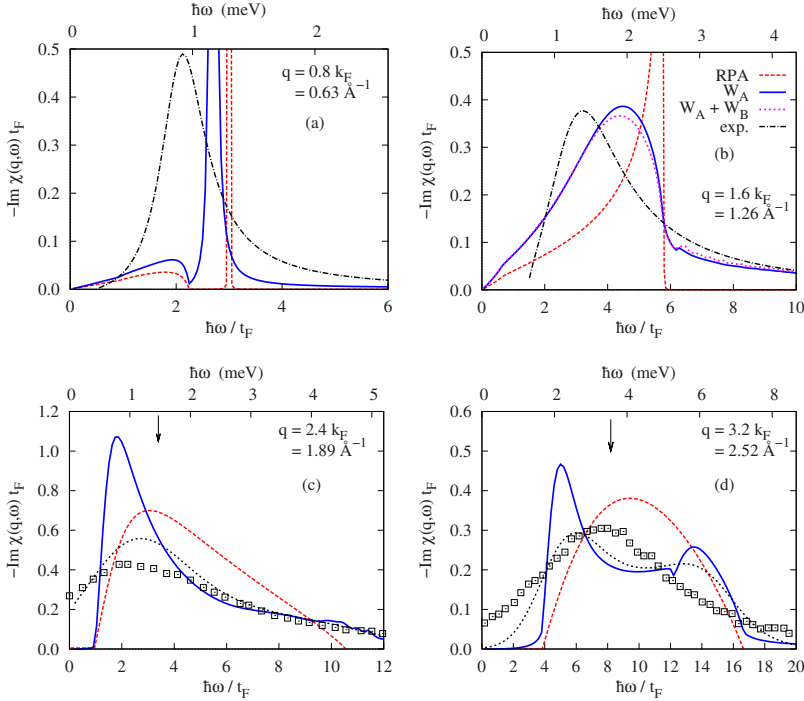 ħω (meV)
0 1 2
0.5
0.4
0.3
0.2
0.1
0.0
−Im χ(q,ω) t_F
q = 0.8 k_F
= 0.63 Å⁻¹
(a)
0 2 4 6
ħω / t_F
ħω (meV)
0 1 2 3 4
0.5
0.4
0.3
0.2
0.1
0.0
−Im χ(q,ω) t_F
RPA
W_A
W_A + W_B
exp.
(b)
q = 1.6 k_F
= 1.26 Å⁻¹
0 2 4 6 8 10
ħω / t_F
ħω (meV)
0 1 2 3 4 5
1.2
1.0
0.8
0.6
0.4
0.2
0.0
−Im χ(q,ω) t_F
q = 2.4 k_F
= 1.89 Å⁻¹
(c)
0 2 4 6 8 10 12
ħω / t_F
ħω (meV)
0 2 4 6 8
0.6
0.5
0.4
0.3
0.2
0.1
0.0
−Im χ(q,ω) t_F
q = 3.2 k_F
= 2.52 Å⁻¹
(d)
0 2 4 6 8 10 12 14 16 18 20
ħω / t_F